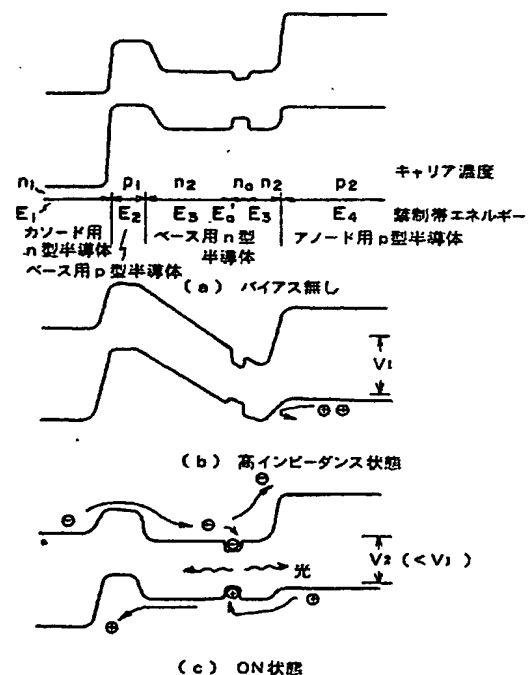 n₁ p₁ n₂ nₐ n₂ p₂ キャリア濃度
E₁ E₂ E₃ Eₐ' E₃ E₄ 禁制帯エネルギー
カソード用 ベース用n型 アノード用p型半導体
n型半導体 半導体
ベース用p型半導体
(a) バイアス無し
V₁
⊕ ⊕
(b) 高インピーダンス状態
⊖ ⊖ ⊖ ⊖
V₂ (<V₁)
光
⊕ ⊕ ⊕
(c) ON状態